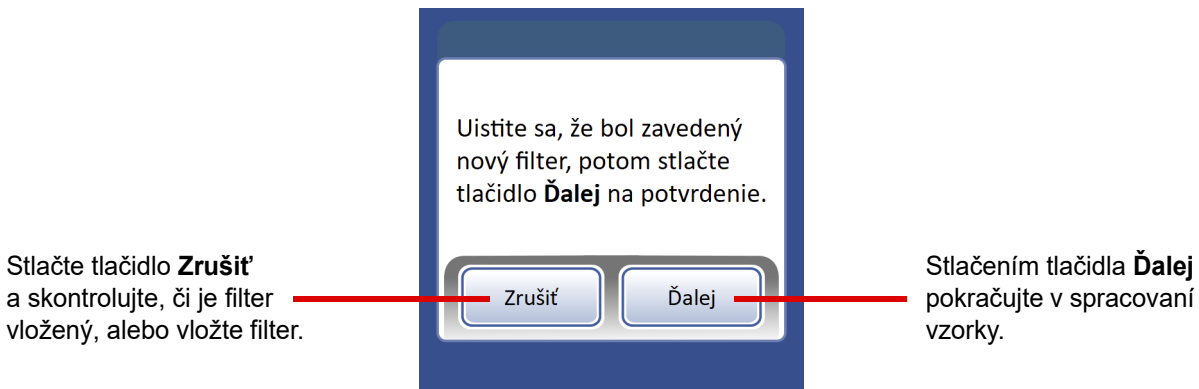 Uistite sa, že bol zavedený
nový filter, potom stlačte
tlačidlo Ďalej na potvrdenie.
Stlačte tlačidlo Zrušiť
a skontrolujte, či je filter
vložený, alebo vložte filter.
Zrušiť
Ďalej
Stlačením tlačidla Ďalej
pokračujte v spracovaní
vzorky.